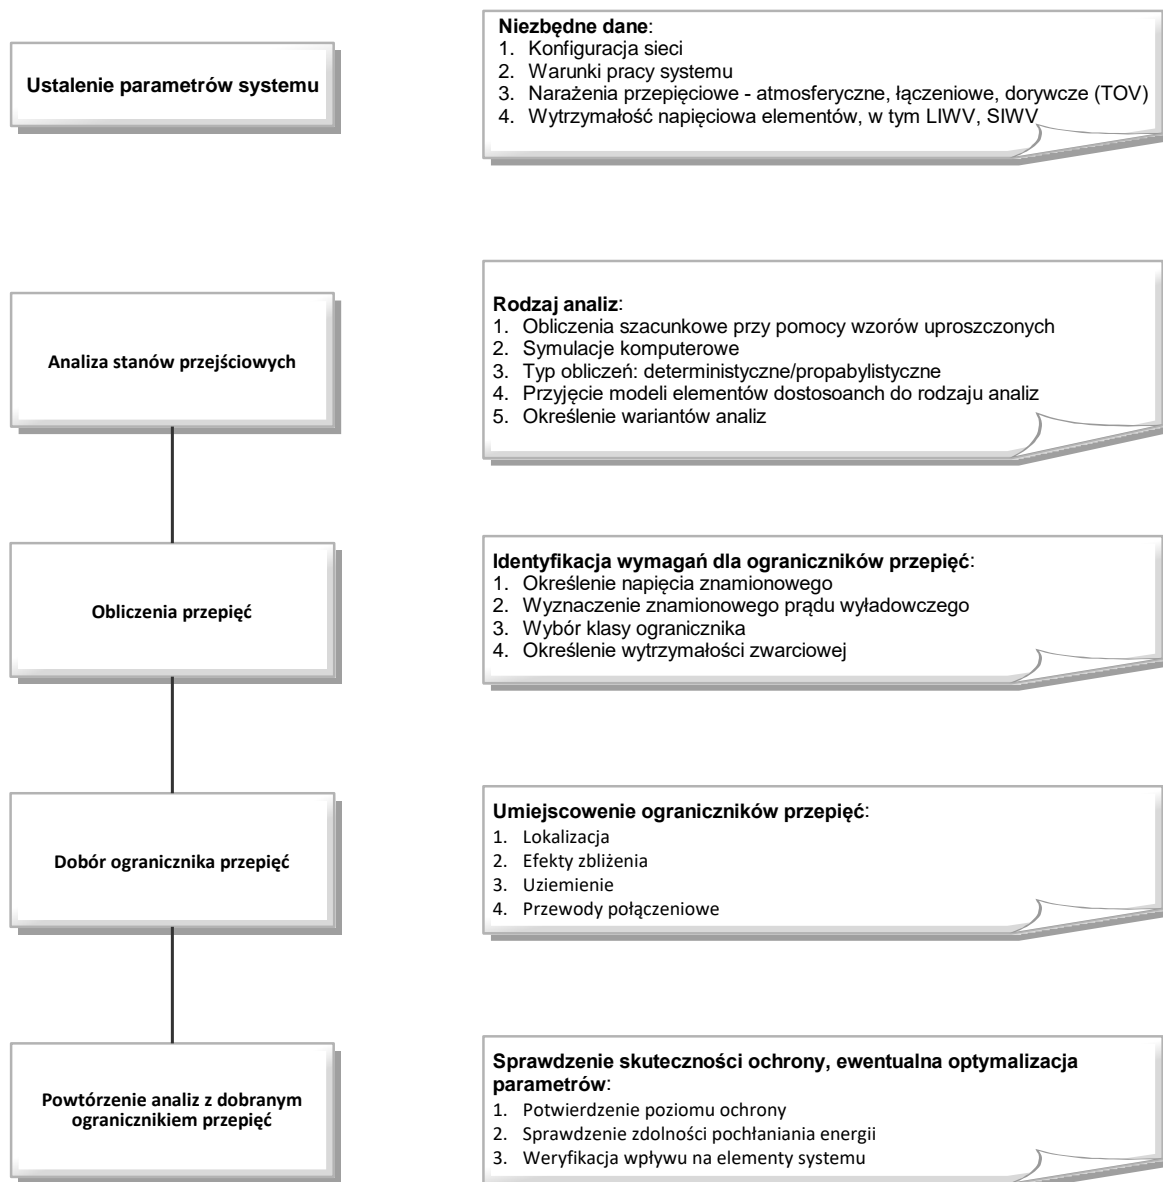 Ustalenie parametrów systemu
Niezbędne dane:
1. Konfiguracja sieci
2. Warunki pracy systemu
3. Narażenia przepięciowe - atmosferyczne, łączeniowe, dorywcze (TOV)
4. Wytrzymałość napięciowa elementów, w tym LIWV, SIWV
Analiza stanów przejściowych
Rodzaj analiz:
1. Obliczenia szacunkowe przy pomocy wzorów uproszczonych
2. Symulacje komputerowe
3. Typ obliczeń: deterministyczne/propabylistyczne
4. Przyjęcie modeli elementów dostosoanch do rodzaju analiz
5. Określenie wariantów analiz
Obliczenia przepięć
Identyfikacja wymagań dla ograniczników przepięć:
1. Określenie napięcia znamionowego
2. Wyznaczenie znamionowego prądu wyładowczego
3. Wybór klasy ogranicznika
4. Określenie wytrzymałości zwarciowej
Dobór ogranicznika przepięć
Umiejscowenie ograniczników przepięć:
1. Lokalizacja
2. Efekty zbliżenia
3. Uziemienie
4. Przewody połączeniowe
Powtórzenie analiz z dobranym
ogranicznikiem przepięć
Sprawdzenie skuteczności ochrony, ewentualna optymalizacja
parametrów:
1. Potwierdzenie poziomu ochrony
2. Sprawdzenie zdolności pochłaniania energii
3. Weryfikacja wpływu na elementy systemu